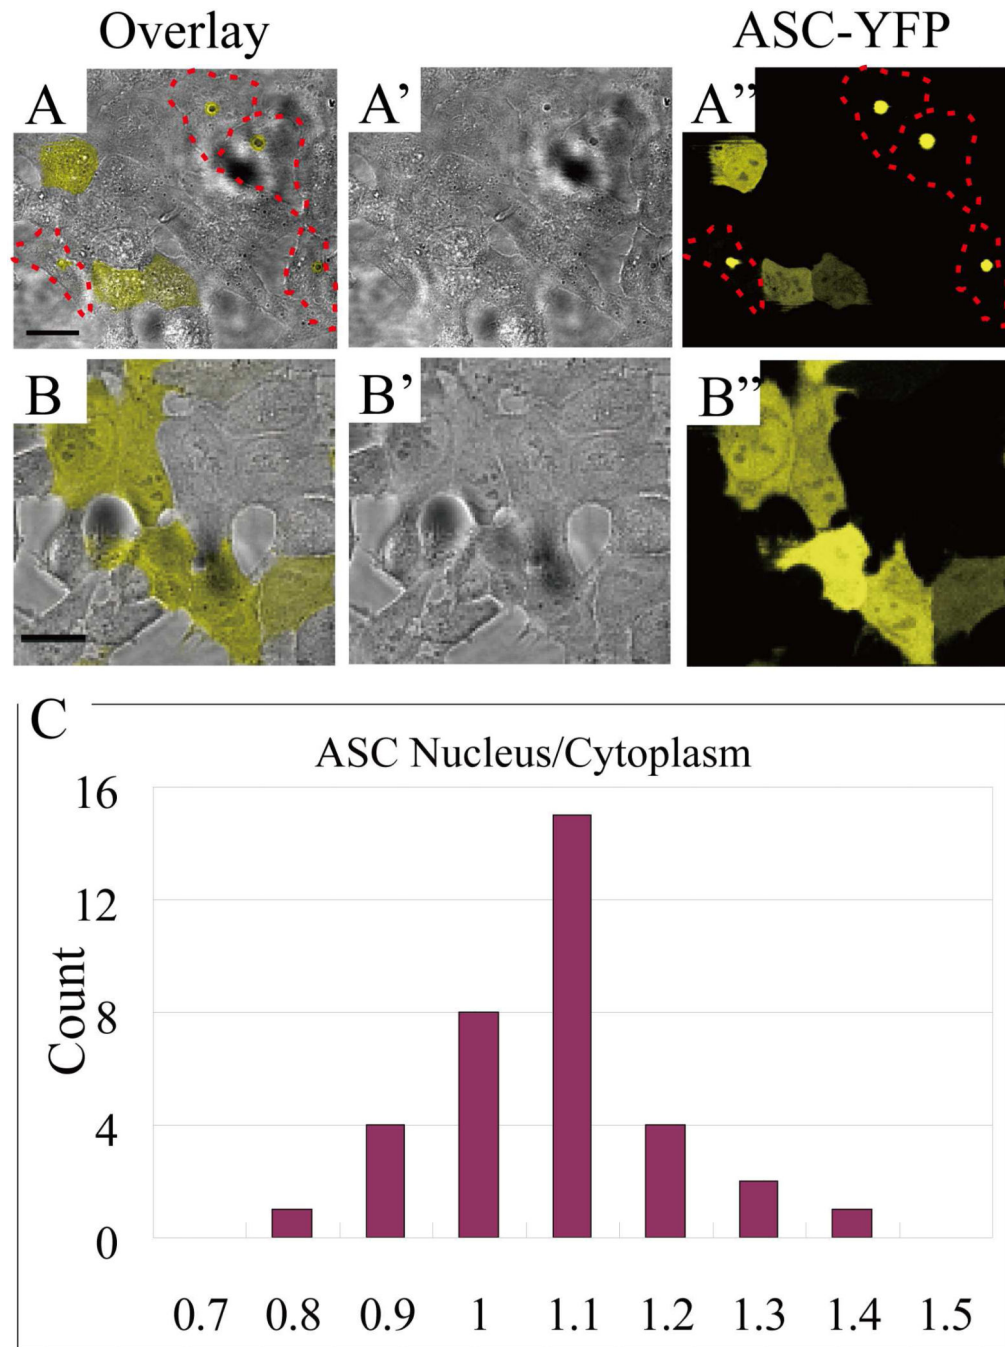 Overlay
ASC-YFP
A
A’
A”
B
B’
B”
C
ASC Nucleus/Cytoplasm
16
12
8
4
0
Count
0.7 0.8 0.9 1 1.1 1.2 1.3 1.4 1.5